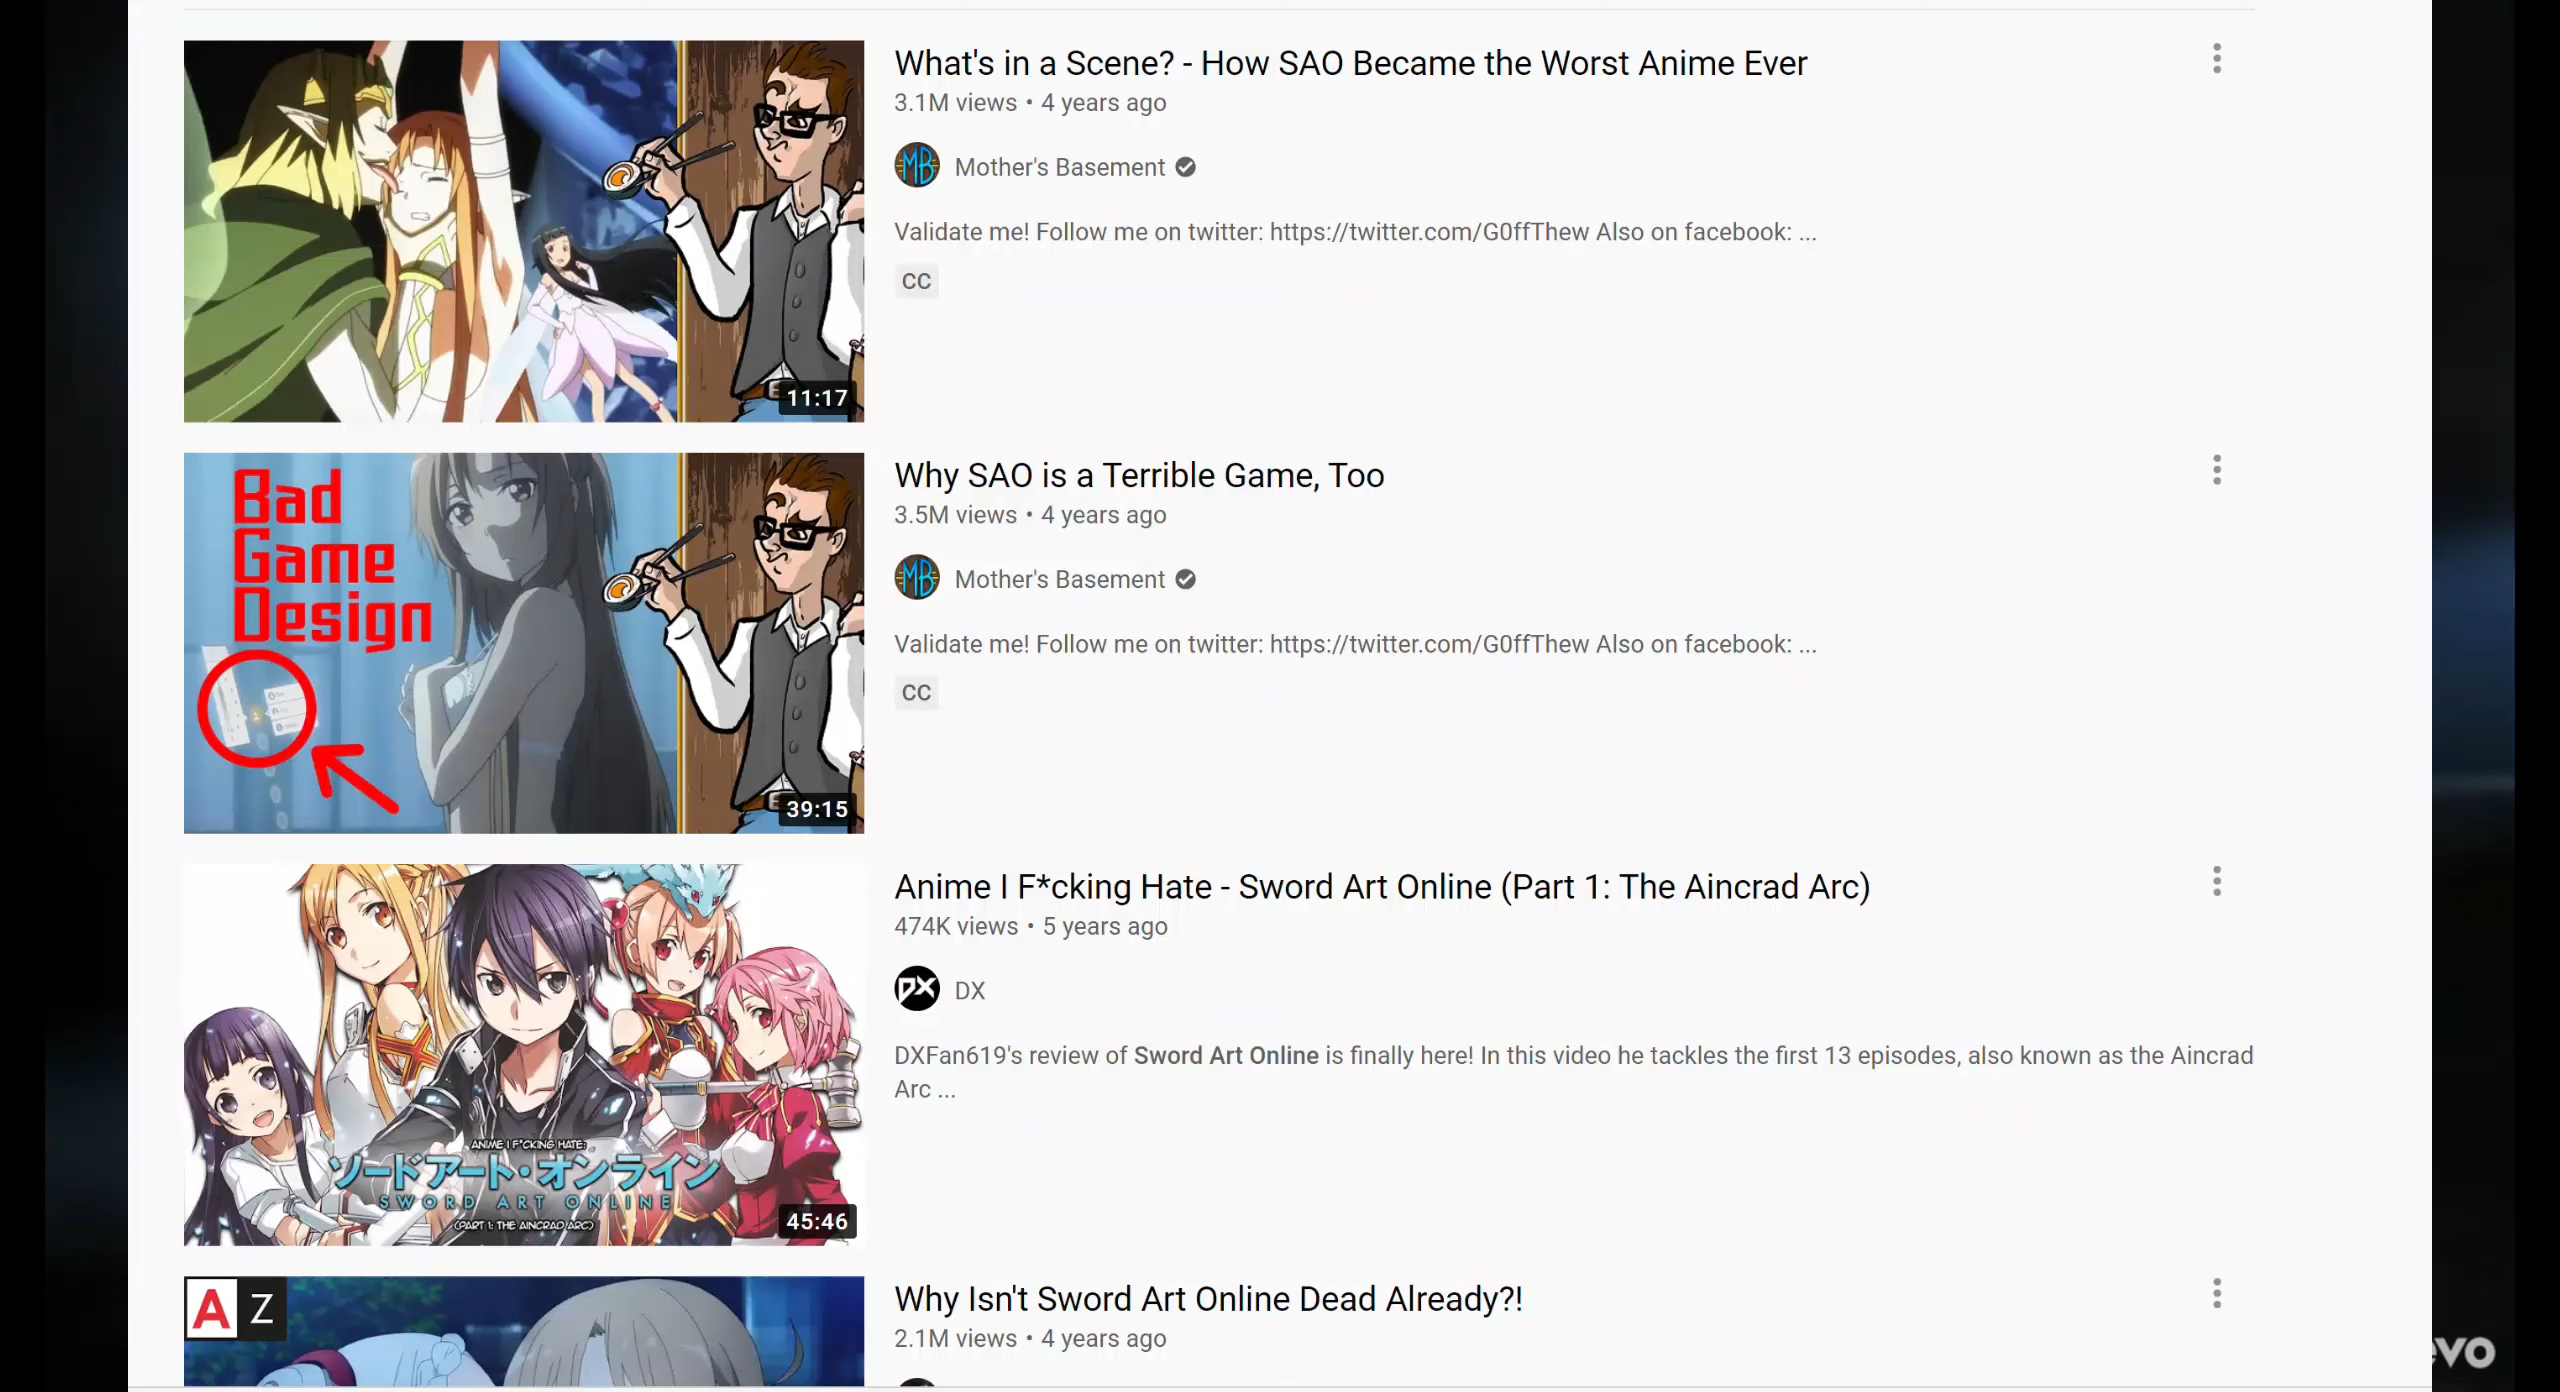 What's in a Scene? - How SAO Became the Worst Anime Ever
3.1M views • 4 years ago
MB
Mother's Basement
Validate me! Follow me on twitter: https://twitter.com/G0ffThew Also on facebook: ...
CC
11:17
Bad
Game
Design
39:15
Why SAO is a Terrible Game, Too
3.5M views • 4 years ago
MB
Mother's Basement
Validate me! Follow me on twitter: https://twitter.com/G0ffThew Also on facebook: ...
CC
ANIME I F*CKING HATE:
ソードアート・オンライン
SWORD ART ONLINE
(PART 1: THE AINCRAD ARC)
45:46
Anime I F*cking Hate - Sword Art Online (Part 1: The Aincrad Arc)
474K views • 5 years ago
DX
DX
DXFan619's review of Sword Art Online is finally here! In this video he tackles the first 13 episodes, also known as the Aincrad
Arc ...
A Z
Why Isn't Sword Art Online Dead Already?!
2.1M views • 4 years ago
vo